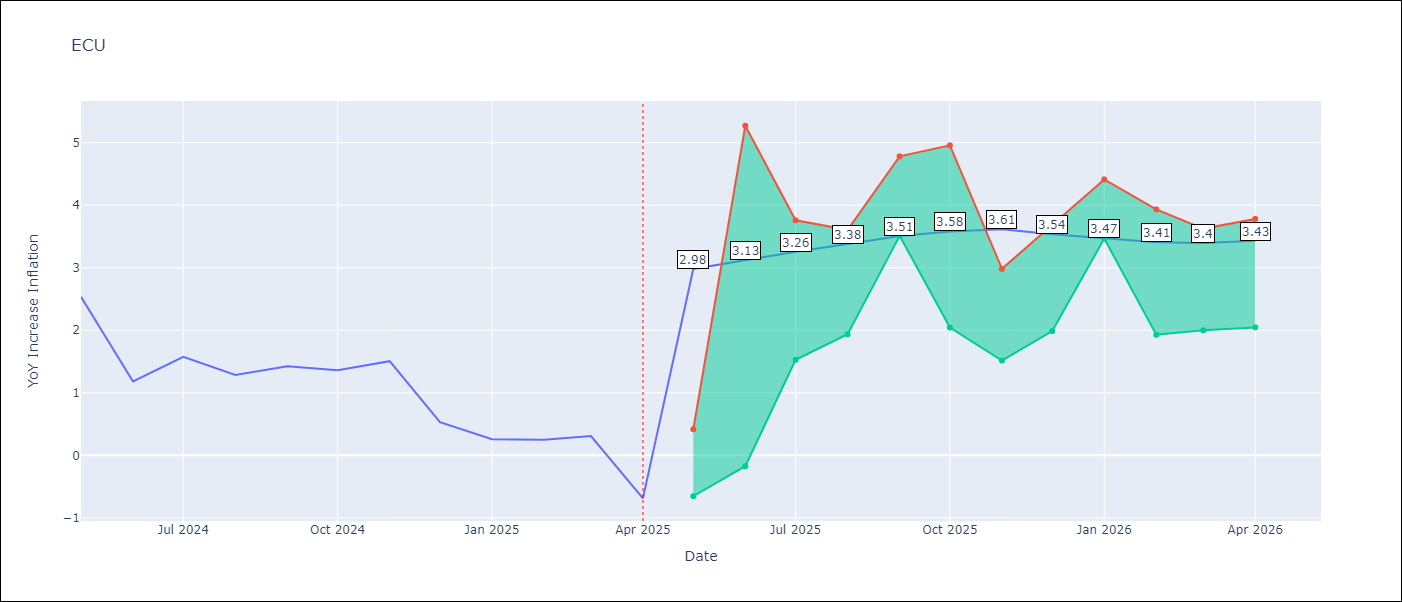 ECU
YoY Increase Inflation
5
4
3
2
1
0
−1
2.98
3.13
3.26
3.38
3.51
3.58
3.61
3.54
3.47
3.41
3.4
3.43
Jul 2024
Oct 2024
Jan 2025
Apr 2025
Jul 2025
Oct 2025
Jan 2026
Apr 2026
Date